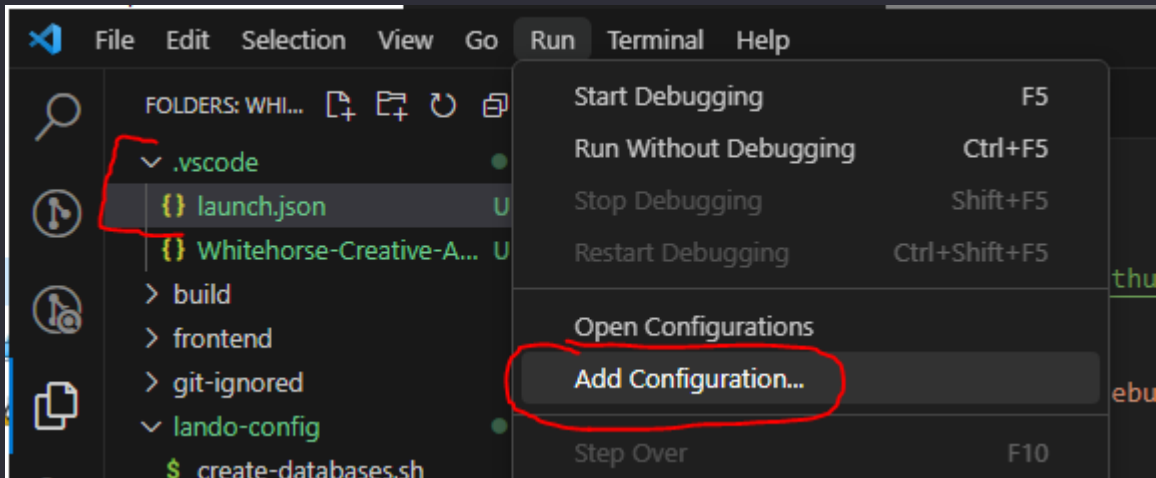 File Edit Selection View Go Run Terminal Help
FOLDERS: WHI...
.vscode
{} launch.json U
{} Whitehorse-Creative-A... U
build
frontend
git-ignored
lando-config
$ create-databases.sh
Start Debugging F5
Run Without Debugging Ctrl+F5
Stop Debugging Shift+F5
Restart Debugging Ctrl+Shift+F5
Open Configurations
Add Configuration...
Step Over F10
thu
ebu